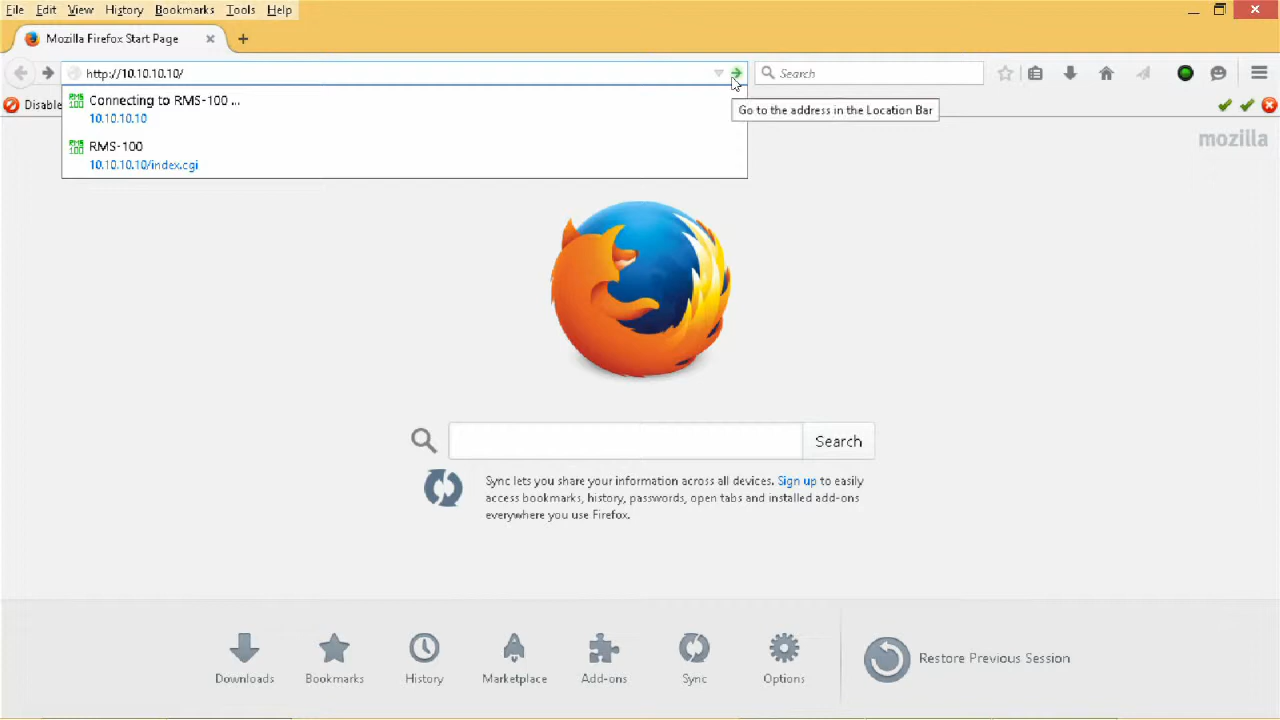 File Edit View History Bookmarks Tools Help
Mozilla Firefox Start Page
http://10.10.10.10/
Search
Disable
RMS 100
Connecting to RMS-100 ...
10.10.10.10
Go to the address in the Location Bar
RMS 100
RMS-100
10.10.10.10/index.cgi
mozilla
Search
Sync lets you share your information across all devices. Sign up to easily
access bookmarks, history, passwords, open tabs and installed add-ons
everywhere you use Firefox.
Downloads Bookmarks History Marketplace Add-ons Sync Options Restore Previous Session